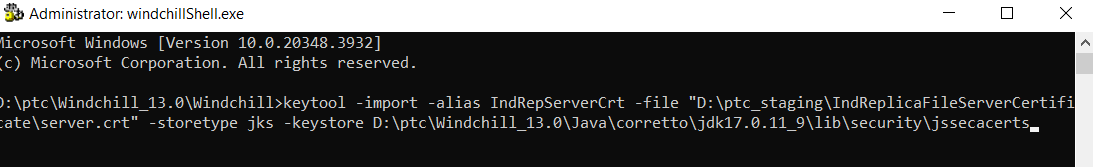 Administrator: windchillShell.exe
Microsoft Windows [Version 10.0.20348.3932]
(c) Microsoft Corporation. All rights reserved.
D:\ptc\Windchill_13.0\Windchill>keytool -import -alias IndRepServerCrt -file "D:\ptc_staging\IndReplicaFileServerCertifi
cate\server.crt" -storetype jks -keystore D:\ptc\Windchill_13.0\Java\corretto\jdk17.0.11_9\lib\security\jssecacerts